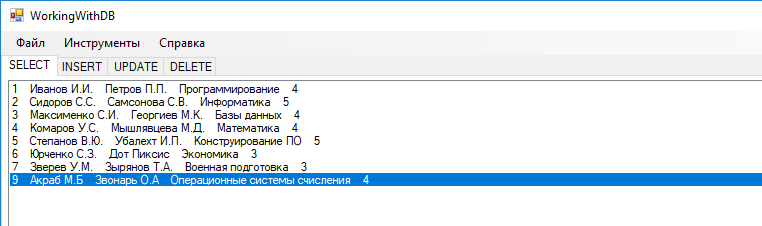 WorkingWithDB
Файл Инструменты Справка
SELECT INSERT UPDATE DELETE
1 Иванов И.И. Петров П.П. Программирование 4
2 Сидоров С.С. Самсонова С.В. Информатика 5
3 Максименко С.И. Георгиев М.К. Базы данных 4
4 Комаров У.С. Мышлявцева М.Д. Математика 4
5 Степанов В.Ю. Убалехт И.П. Конструирование ПО 5
6 Юрченко С.З. Дот Пиксис Экономика 3
7 Зверев У.М. Зырянов Т.А. Военная подготовка 3
9 Акраб М.Б Звонарь О.А Операционные системы счисления 4